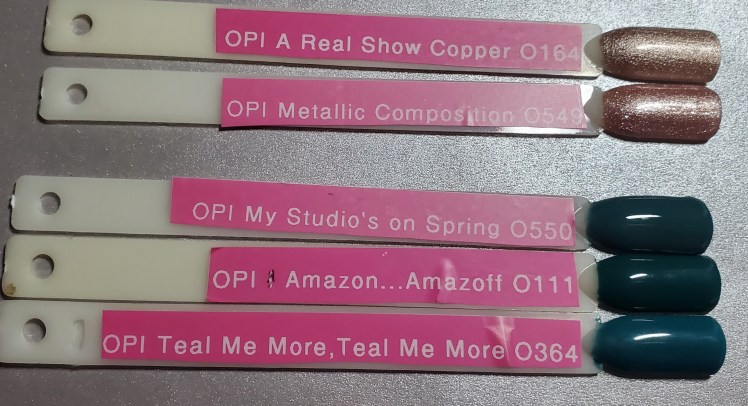 OPI A Real Show Copper O164
OPI Metallic Composition O549
OPI My Studio's on Spring O550
OPI Amazon...Amazoff O111
OPI Teal Me More,Teal Me More O364